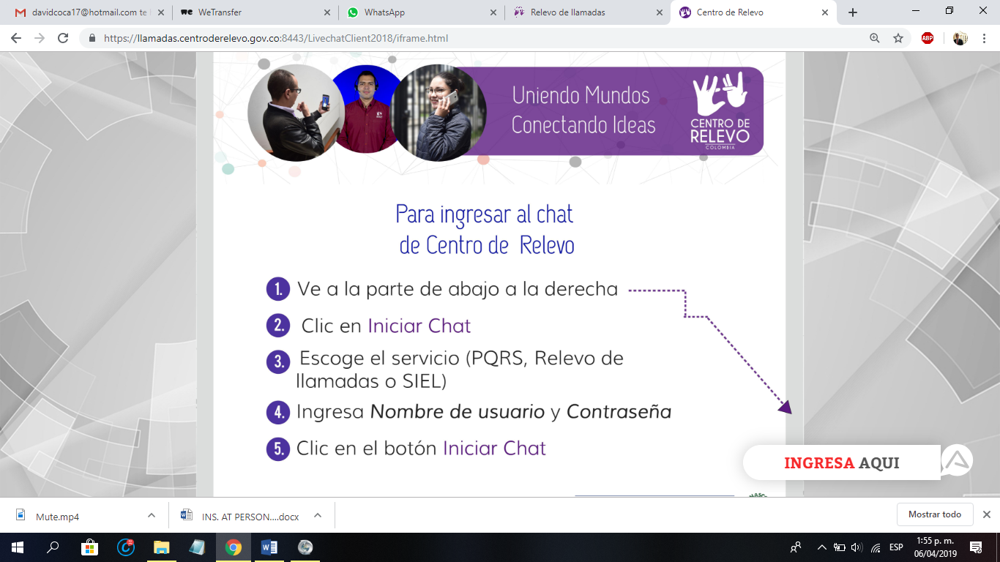 davidcoca17@hotmail.com te
WeTransfer
WhatsApp
Relevo de llamadas
Centro de Relevo
https://llamadas.centroderelevo.gov.co:8443/LivechatClient2018/iframe.html
ABP
Uniendo Mundos
Conectando Ideas
CENTRO DE
RELEVO
COLOMBIA
Para ingresar al chat
de Centro de Relevo
1. Ve a la parte de abajo a la derecha
2. Clic en Iniciar Chat
3. Escoge el servicio (PQRS, Relevo de
llamadas o SIEL)
4. Ingresa Nombre de usuario y Contraseña
5. Clic en el botón Iniciar Chat
INGRESA AQUI
Mute.mp4
INS. AT PERSON....docx
Mostrar todo
ESP
1:55 p. m.
06/04/2019